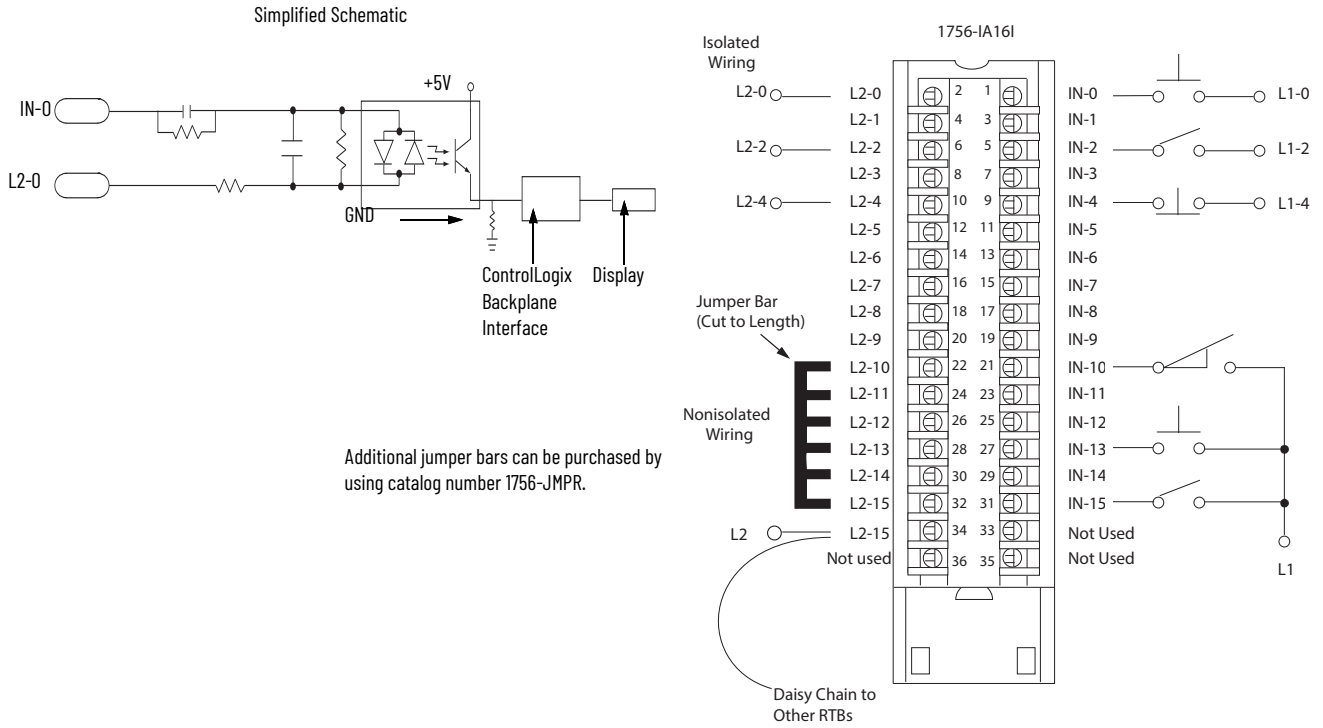 Simplified Schematic
+5V
IN-0
L2-0
GND
ControlLogix
Backplane
Interface
Display
Additional jumper bars can be purchased by
using catalog number 1756-JMPR.
1756-IA16I
Isolated
Wiring
L2-0 L2-0 2 1 IN-0 L1-0
L2-1 4 3 IN-1
L2-2 L2-2 6 5 IN-2 L1-2
L2-3 8 7 IN-3
L2-4 L2-4 10 9 IN-4 L1-4
L2-5 12 11 IN-5
L2-6 14 13 IN-6
L2-7 16 15 IN-7
L2-8 18 17 IN-8
L2-9 20 19 IN-9
Jumper Bar
(Cut to Length)
L2-10 22 21 IN-10
L2-11 24 23 IN-11
L2-12 26 25 IN-12
Nonisolated
Wiring
L2-13 28 27 IN-13
L2-14 30 29 IN-14
L2-15 32 31 IN-15
L2 L2-15 34 33 Not Used
Not used 36 35 Not Used
L1
Daisy Chain to
Other RTBs